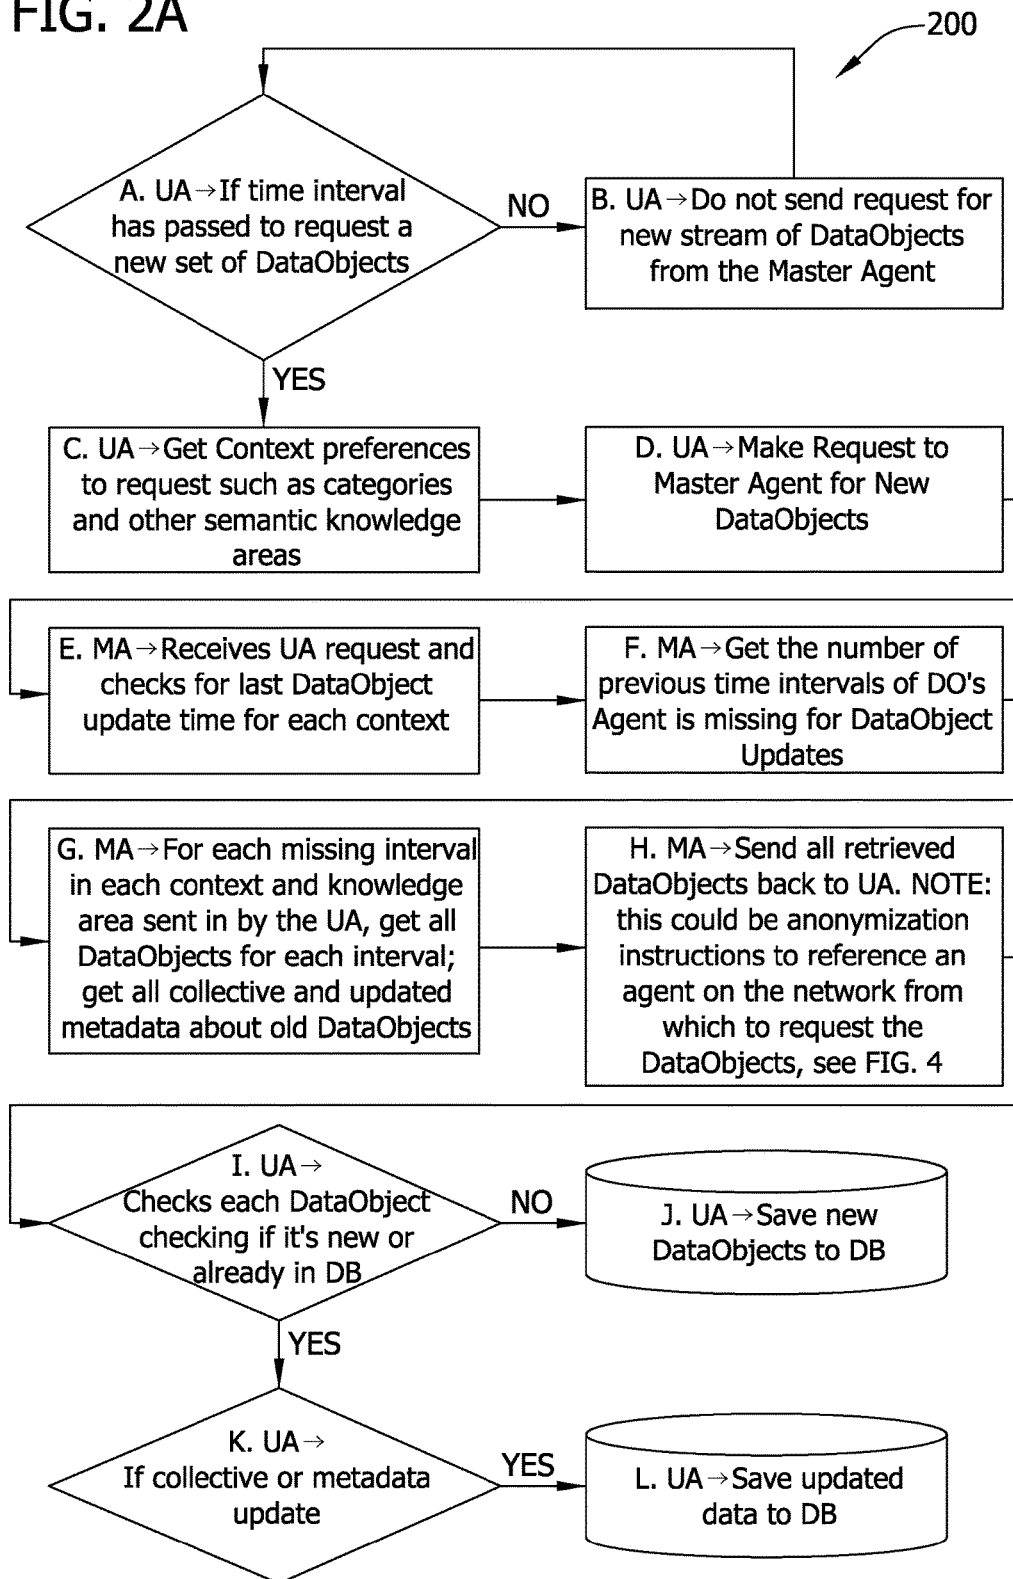 FIG. 2A
200
A. UA→If time interval
has passed to request a
new set of DataObjects
NO
B. UA→Do not send request for
new stream of DataObjects
from the Master Agent
YES
C. UA→Get Context preferences
to request such as categories
and other semantic knowledge
areas
D. UA→Make Request to
Master Agent for New
DataObjects
E. MA→Receives UA request and
checks for last DataObject
update time for each context
F. MA→Get the number of
previous time intervals of DO's
Agent is missing for DataObject
Updates
G. MA→For each missing interval
in each context and knowledge
area sent in by the UA, get all
DataObjects for each interval;
get all collective and updated
metadata about old DataObjects
H. MA→Send all retrieved
DataObjects back to UA. NOTE:
this could be anonymization
instructions to reference an
agent on the network from
which to request the
DataObjects, see FIG. 4
I. UA→
Checks each DataObject
checking if it's new or
already in DB
NO
J. UA→Save new
DataObjects to DB
YES
K. UA→
If collective or metadata
update
YES
L. UA→Save updated
data to DB